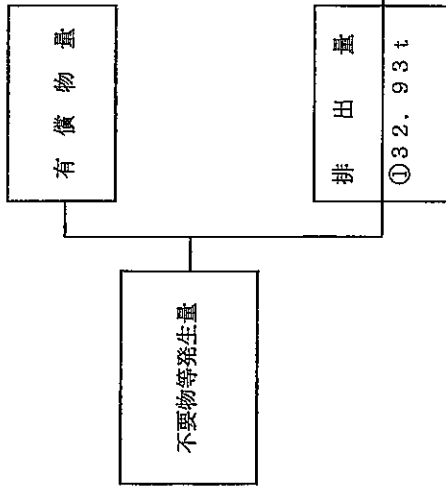 不要物等発生量
有償物量
排出量
①32.93t